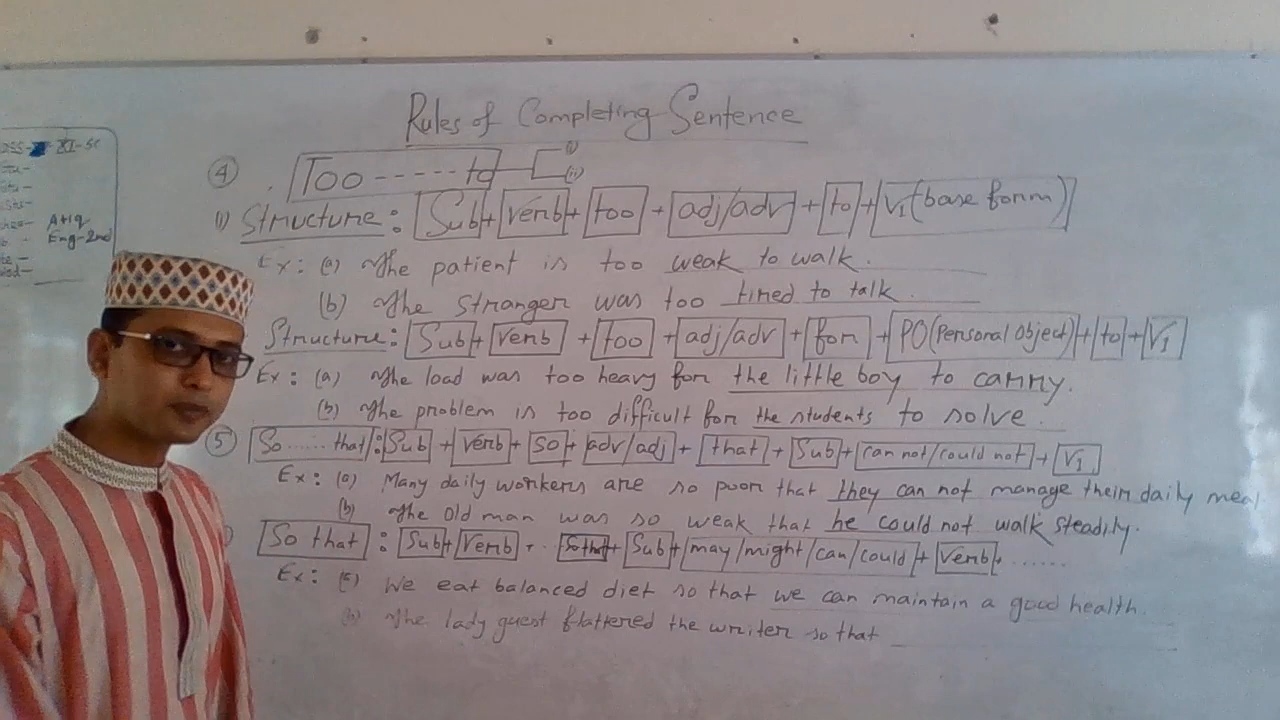 Rules of Completing Sentence
④ Too ----- to (i) (ii)
(i) Structure: Sub + verb + too + adj/adv + to + V1 (base form)
Ex: (a) The patient is too weak to walk.
(b) The stranger was too tired to talk.
Structure: Sub + verb + too + adj/adv + for + PO (Personal Object) + to + V1
Ex: (a) The load was too heavy for the little boy to carry.
(b) The problem is too difficult for the students to solve.
⑤ So ...... that: Sub + verb + so + adv/adj + that + Sub + can not/could not + V1
Ex: (a) Many daily workers are so poor that they can not manage their daily meal
(b) The old man was so weak that he could not walk steadily.
So that: Sub + Verb + .. So that + Sub + may/might/can/could + Verb + ......
Ex: (a) We eat balanced diet so that we can maintain a good health.
(b) The lady guest flattered the writer so that
XI-Sc
Atiq
Eng-2nd